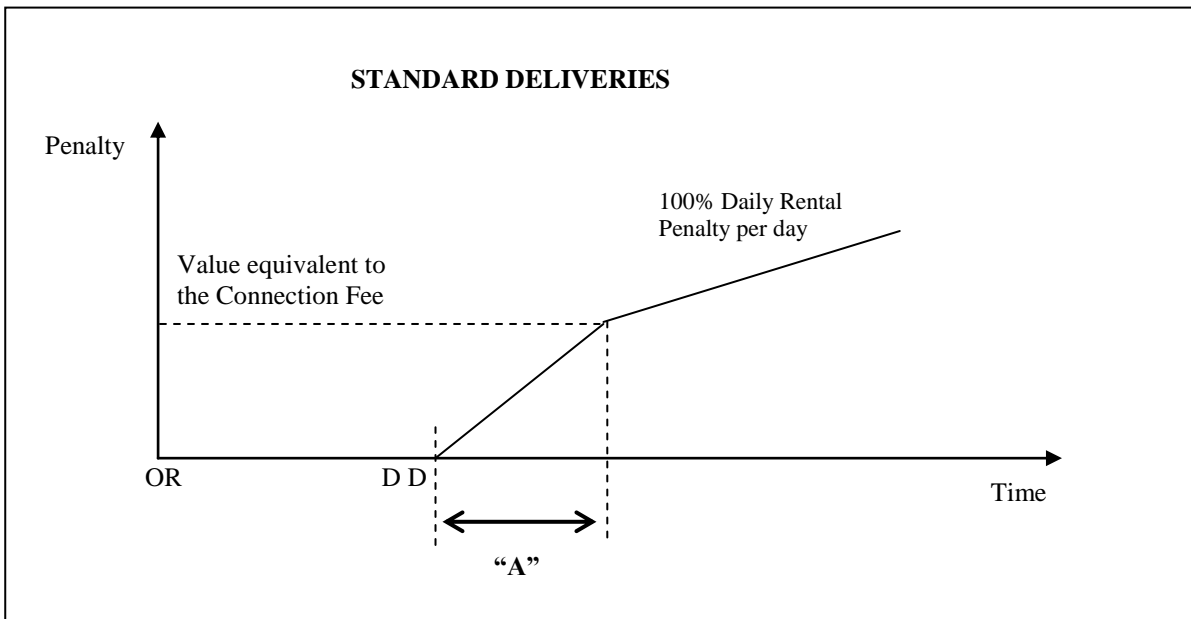 STANDARD DELIVERIES
Penalty
100% Daily Rental
Penalty per day
Value equivalent to
the Connection Fee
OR
D D
Time
“A”